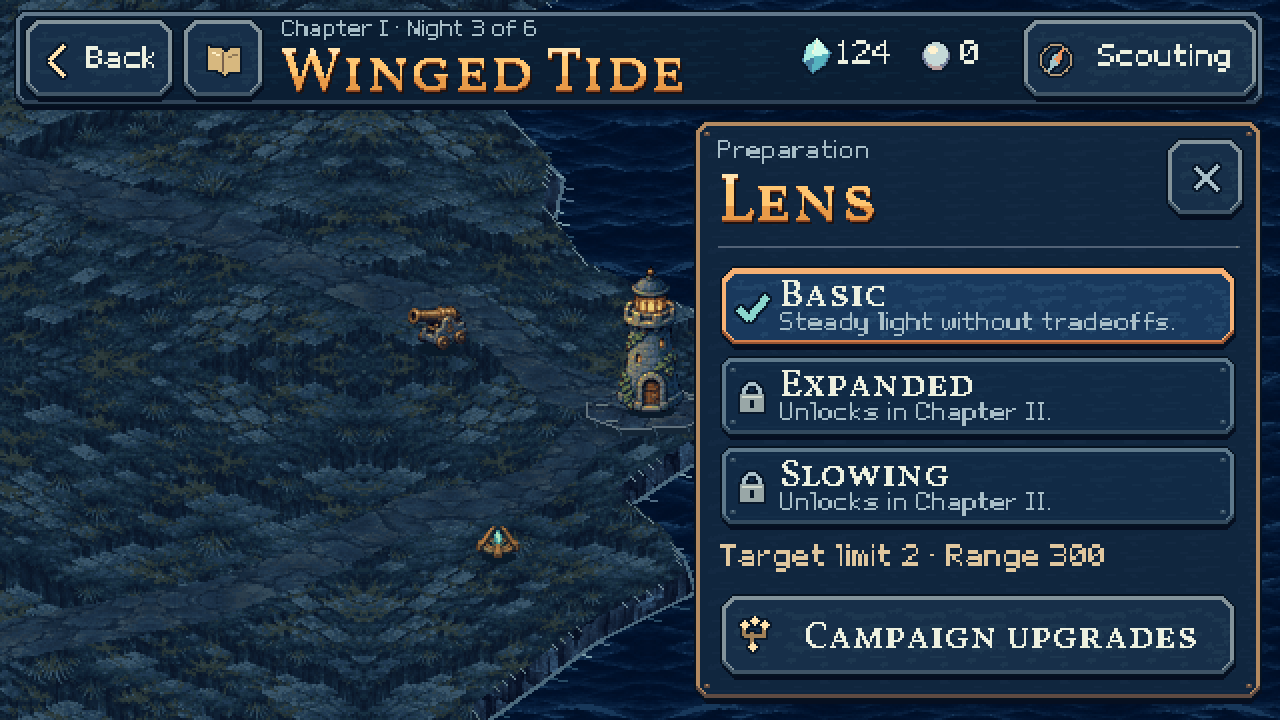 Back
Chapter I · Night 3 of 6
Winged Tide
124
0
Scouting
Preparation
Lens
Basic
Steady light without tradeoffs.
Expanded
Unlocks in Chapter II.
Slowing
Unlocks in Chapter II.
Target limit 2 · Range 300
Campaign upgrades